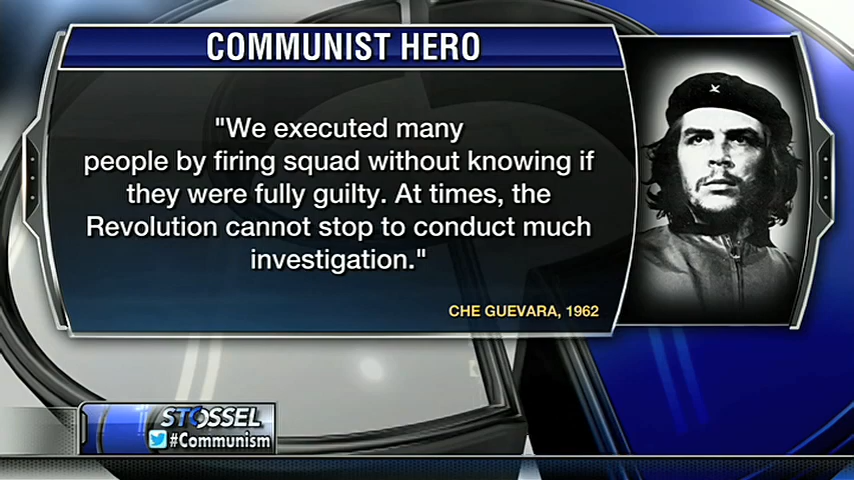 COMMUNIST HERO
"We executed many
people by firing squad without knowing if
they were fully guilty. At times, the
Revolution cannot stop to conduct much
investigation."
CHE GUEVARA, 1962
STOSSEL
#Communism